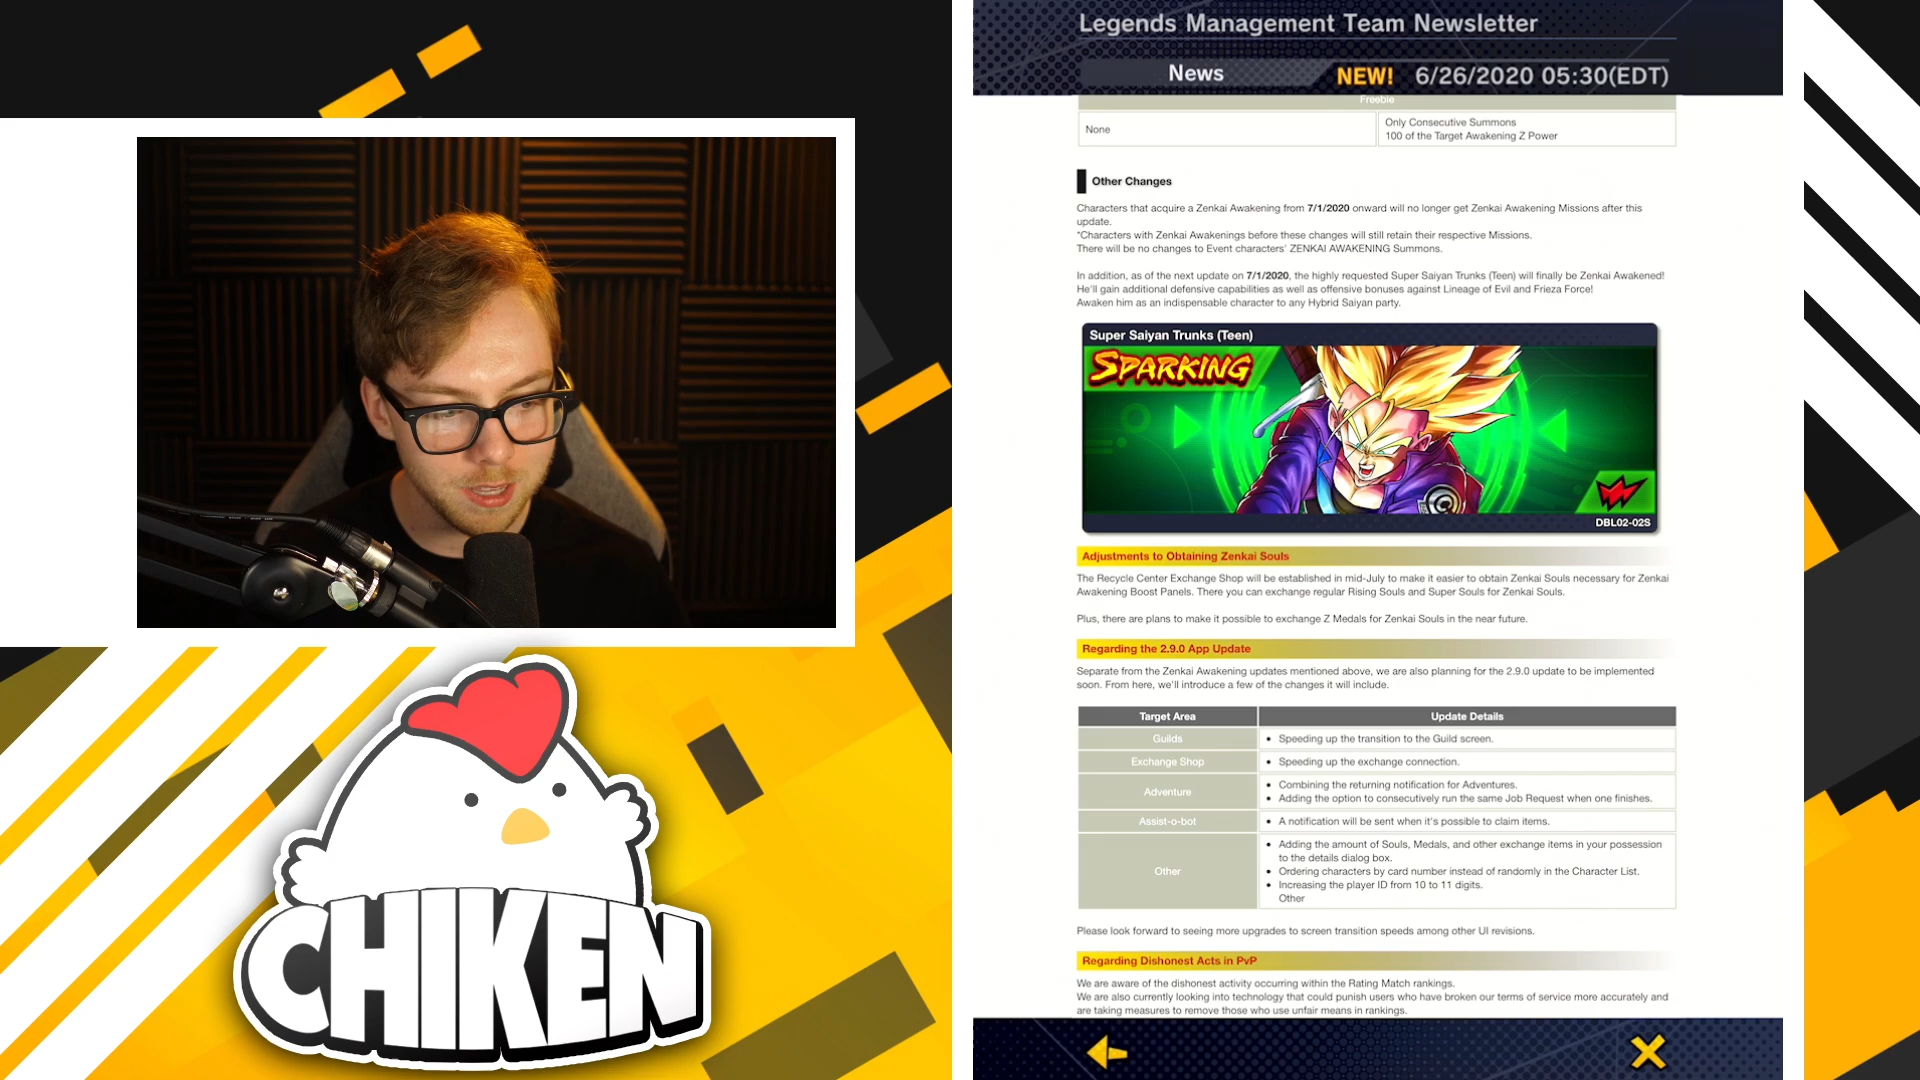 Legends Management Team Newsletter
News
NEW! 6/26/2020 05:30(EDT)
Freebie
None
Only Consecutive Summons
100 of the Target Awakening Z Power
Other Changes
Characters that acquire a Zenkai Awakening from 7/1/2020 onward will no longer get Zenkai Awakening Missions after this
update.
*Characters with Zenkai Awakenings before these changes will still retain their respective Missions.
There will be no changes to Event characters' ZENKAI AWAKENING Summons.
In addition, as of the next update on 7/1/2020, the highly requested Super Saiyan Trunks (Teen) will finally be Zenkai Awakened!
He'll gain additional defensive capabilities as well as offensive bonuses against Lineage of Evil and Frieza Force!
Awaken him as an indispensable character to any Hybrid Saiyan party.
Super Saiyan Trunks (Teen)
SPARKING
DBL02-02S
Adjustments to Obtaining Zenkai Souls
The Recycle Center Exchange Shop will be established in mid-July to make it easier to obtain Zenkai Souls necessary for Zenkai
Awakening Boost Panels. There you can exchange regular Rising Souls and Super Souls for Zenkai Souls.
Plus, there are plans to make it possible to exchange Z Medals for Zenkai Souls in the near future.
Regarding the 2.9.0 App Update
Separate from the Zenkai Awakening updates mentioned above, we are also planning for the 2.9.0 update to be implemented
soon. From here, we'll introduce a few of the changes it will include.
Target Area
Update Details
Guilds
• Speeding up the transition to the Guild screen.
Exchange Shop
• Speeding up the exchange connection.
Adventure
• Combining the returning notification for Adventures.
• Adding the option to consecutively run the same Job Request when one finishes.
Assist-o-bot
• A notification will be sent when it's possible to claim items.
Other
• Adding the amount of Souls, Medals, and other exchange items in your possession
to the details dialog box.
• Ordering characters by card number instead of randomly in the Character List.
• Increasing the player ID from 10 to 11 digits.
Other
Please look forward to seeing more upgrades to screen transition speeds among other UI revisions.
Regarding Dishonest Acts in PvP
We are aware of the dishonest activity occurring within the Rating Match rankings.
We are also currently looking into technology that could punish users who have broken our terms of service more accurately and
are taking measures to remove those who use unfair means in rankings.
CHIKEN